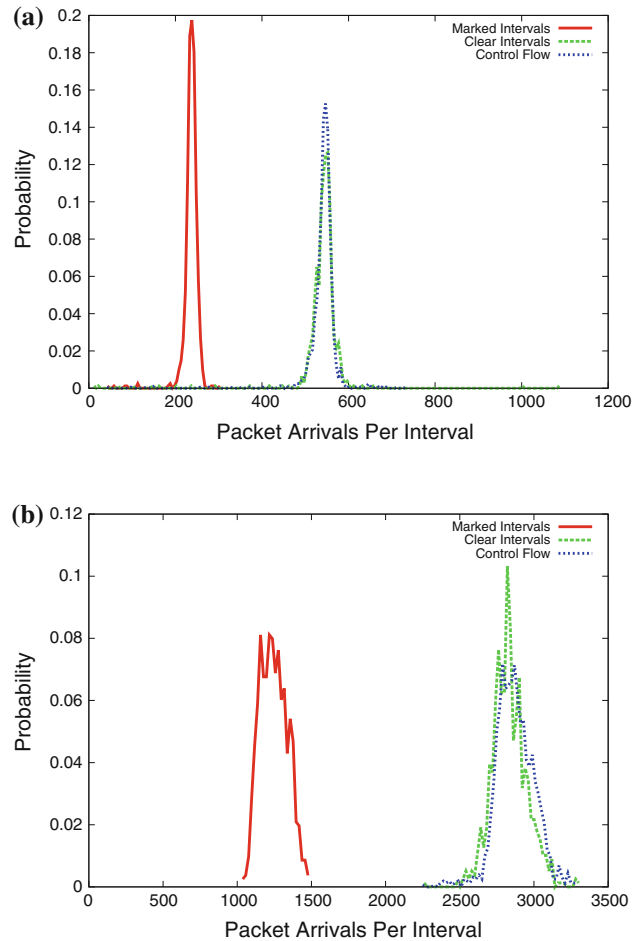 (a)
0.2
0.18
0.16
0.14
0.12
0.1
0.08
0.06
0.04
0.02
0
Probability
Marked Intervals
Clear Intervals
Control Flow
0 200 400 600 800 1000 1200
Packet Arrivals Per Interval
(b)
0.12
0.1
0.08
0.06
0.04
0.02
0
Probability
Marked Intervals
Clear Intervals
Control Flow
0 500 1000 1500 2000 2500 3000 3500
Packet Arrivals Per Interval